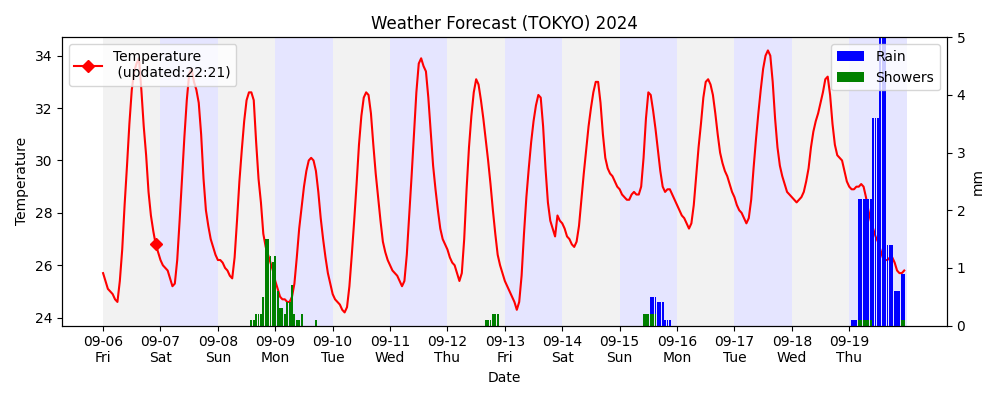 Weather Forecast (TOKYO) 2024
Temperature
(updated:22:21)
Rain
Showers
34
32
30
28
26
24
Temperature
5
4
3
2
1
0
mm
09-06 09-07 09-08 09-09 09-10 09-11 09-12 09-13 09-14 09-15 09-16 09-17 09-18 09-19
Fri Sat Sun Mon Tue Wed Thu Fri Sat Sun Mon Tue Wed Thu
Date